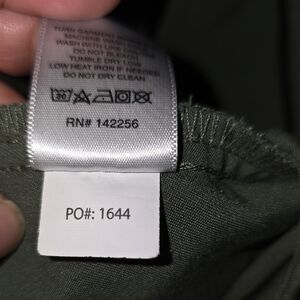 TURN GARMENT INSIDE OUT
MACHINE WASH
WASH WITH LIKE COLORS
DO NOT BLEACH
TUMBLE DRY LOW
LOW HEAT IRON IF NEEDED
DO NOT DRY CLEAN
RN# 142256
PO#: 1644